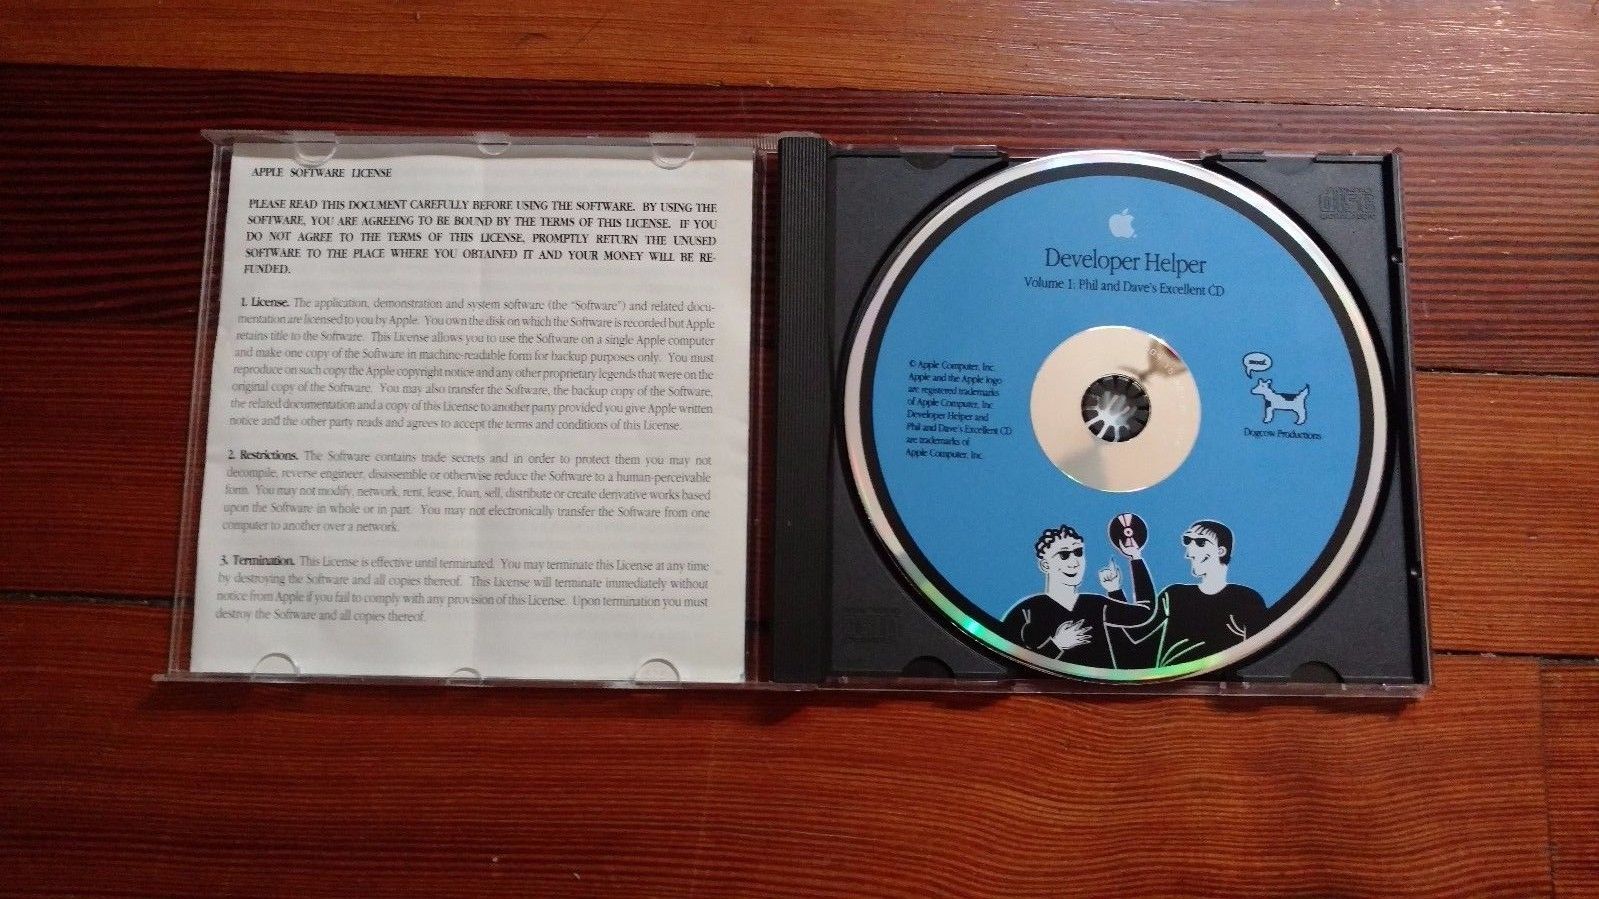 APPLE SOFTWARE LICENSE
PLEASE READ THIS DOCUMENT CAREFULLY BEFORE USING THE SOFTWARE. BY USING THE
SOFTWARE, YOU ARE AGREEING TO BE BOUND BY THE TERMS OF THIS LICENSE. IF YOU
DO NOT AGREE TO THE TERMS OF THIS LICENSE, PROMPTLY RETURN THE UNUSED
SOFTWARE TO THE PLACE WHERE YOU OBTAINED IT AND YOUR MONEY WILL BE RE-
FUNDED.
1. License. The application, demonstration and system software (the "Software") and related docu-
mentation are licensed to you by Apple. You own the disk on which the Software is recorded but Apple
retains title to the Software. This License allows you to use the Software on a single Apple computer
and make one copy of the Software in machine-readable form for backup purposes only. You must
reproduce on such copy the Apple copyright notice and any other proprietary legends that were on the
original copy of the Software. You may also transfer the Software, the backup copy of the Software,
the related documentation and a copy of this License to another party provided you give Apple written
notice and the other party reads and agrees to accept the terms and conditions of this License.
2. Restrictions. The Software contains trade secrets and in order to protect them you may not
decompile, reverse engineer, disassemble or otherwise reduce the Software to a human-perceivable
form. You may not modify, network, rent, lease, loan, sell, distribute or create derivative works based
upon the Software in whole or in part. You may not electronically transfer the Software from one
computer to another over a network.
3. Termination. This License is effective until terminated. You may terminate this License at any time
by destroying the Software and all copies thereof. This License will terminate immediately without
notice from Apple if you fail to comply with any provision of this License. Upon termination you must
destroy the Software and all copies thereof.
Developer Helper
Volume 1: Phil and Dave's Excellent CD
© Apple Computer, Inc.
Apple and the Apple logo
are registered trademarks
of Apple Computer, Inc
Developer Helper and
Phil and Dave's Excellent CD
are trademarks of
Apple Computer, Inc.
moof.
Dogcow Productions
disc